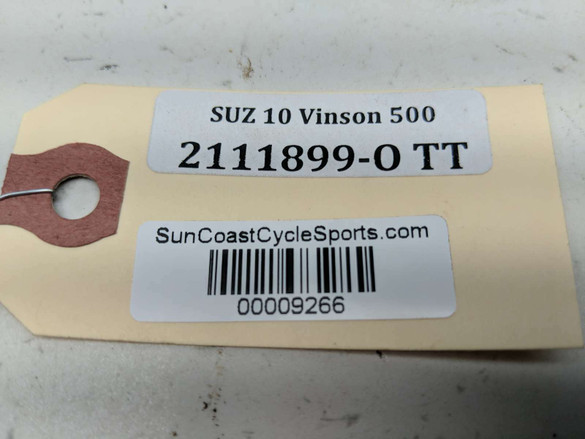 SUZ 10 Vinson 500
2111899-O TT
SunCoastCycleSports.com
00009266